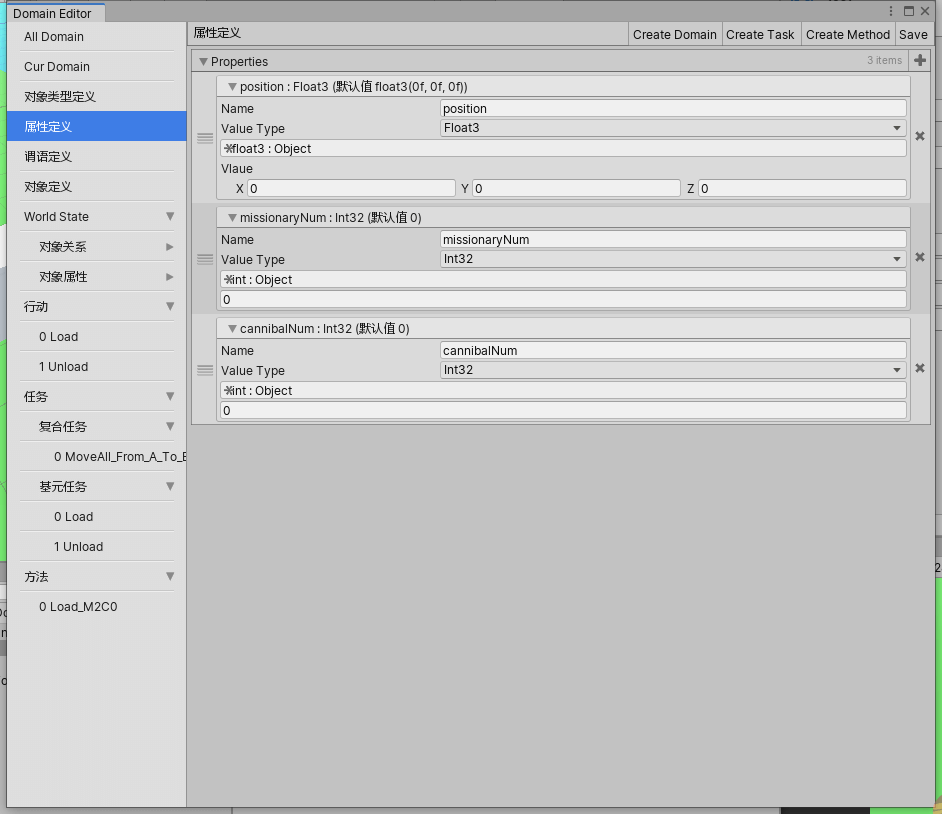 Domain Editor
All Domain
Cur Domain
对象类型定义
属性定义
谓语定义
对象定义
World State
对象关系
对象属性
行动
0 Load
1 Unload
任务
复合任务
0 MoveAll_From_A_To_B
基元任务
0 Load
1 Unload
方法
0 Load_M2C0
属性定义
Create Domain
Create Task
Create Method
Save
Properties
3 items
position : Float3 (默认值 float3(0f, 0f, 0f))
Name position
Value Type Float3
float3 : Object
Vlaue
X 0 Y 0 Z 0
missionaryNum : Int32 (默认值 0)
Name missionaryNum
Value Type Int32
int : Object
0
cannibalNum : Int32 (默认值 0)
Name cannibalNum
Value Type Int32
int : Object
0